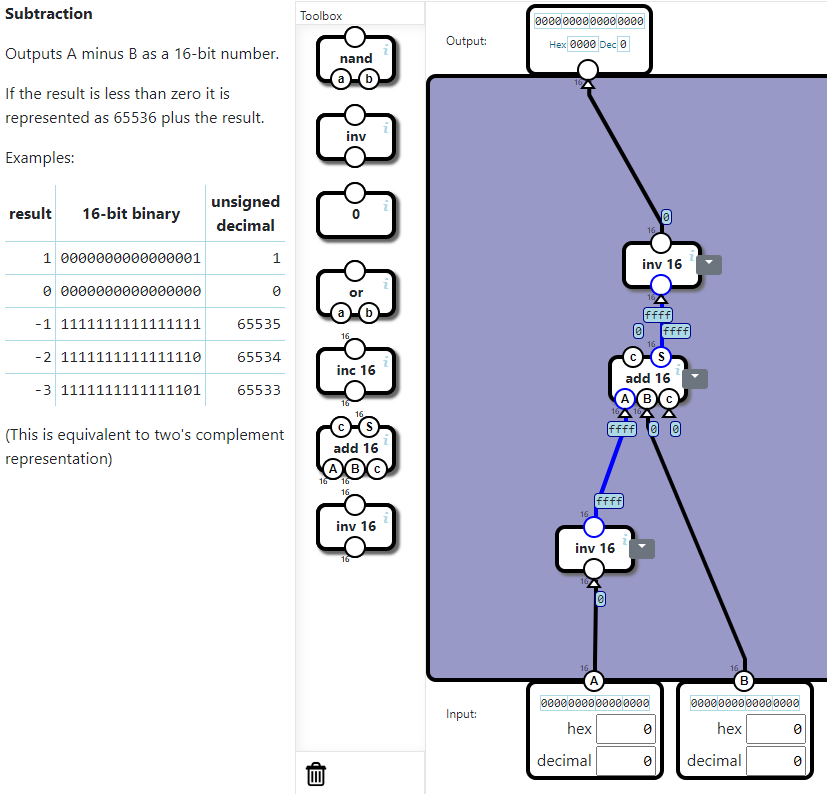 Subtraction
Outputs A minus B as a 16-bit number.
If the result is less than zero it is
represented as 65536 plus the result.
Examples:
result 16-bit binary unsigned decimal
1 0000000000000001 1
0 0000000000000000 0
-1 1111111111111111 65535
-2 1111111111111110 65534
-3 1111111111111101 65533
(This is equivalent to two's complement
representation)
Toolbox
nand
i
a b
inv
i
0
i
or
i
a b
16
inc 16
i
16
16
c S
add 16
i
A B c
16 16
16
inv 16
i
16
Output:
0000000000000000
Hex 0000 Dec 0
16
0
16
inv 16
i
16
ffff
0 ffff
16
c S
add 16
i
A B c
16 16
ffff 0 0
ffff
16
inv 16
i
16
0
16 16
A B
Input:
0000000000000000 0000000000000000
hex 0 hex 0
decimal 0 decimal 0